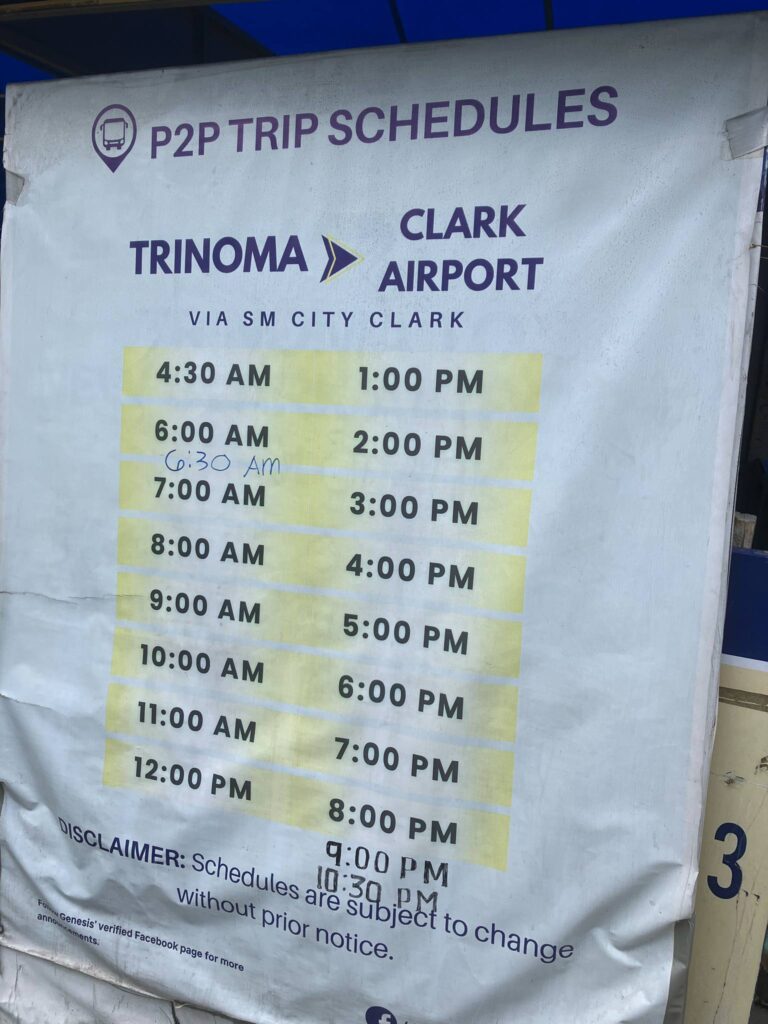 P2P TRIP SCHEDULES
TRINOMA
CLARK
AIRPORT
VIA SM CITY CLARK
4:30 AM 1:00 PM
6:00 AM 2:00 PM
6:30 Am
7:00 AM 3:00 PM
8:00 AM 4:00 PM
9:00 AM 5:00 PM
10:00 AM 6:00 PM
11:00 AM 7:00 PM
12:00 PM 8:00 PM
9:00 PM
10:30 PM
DISCLAIMER: Schedules are subject to change
without prior notice.
Genesis' verified Facebook page for more
3